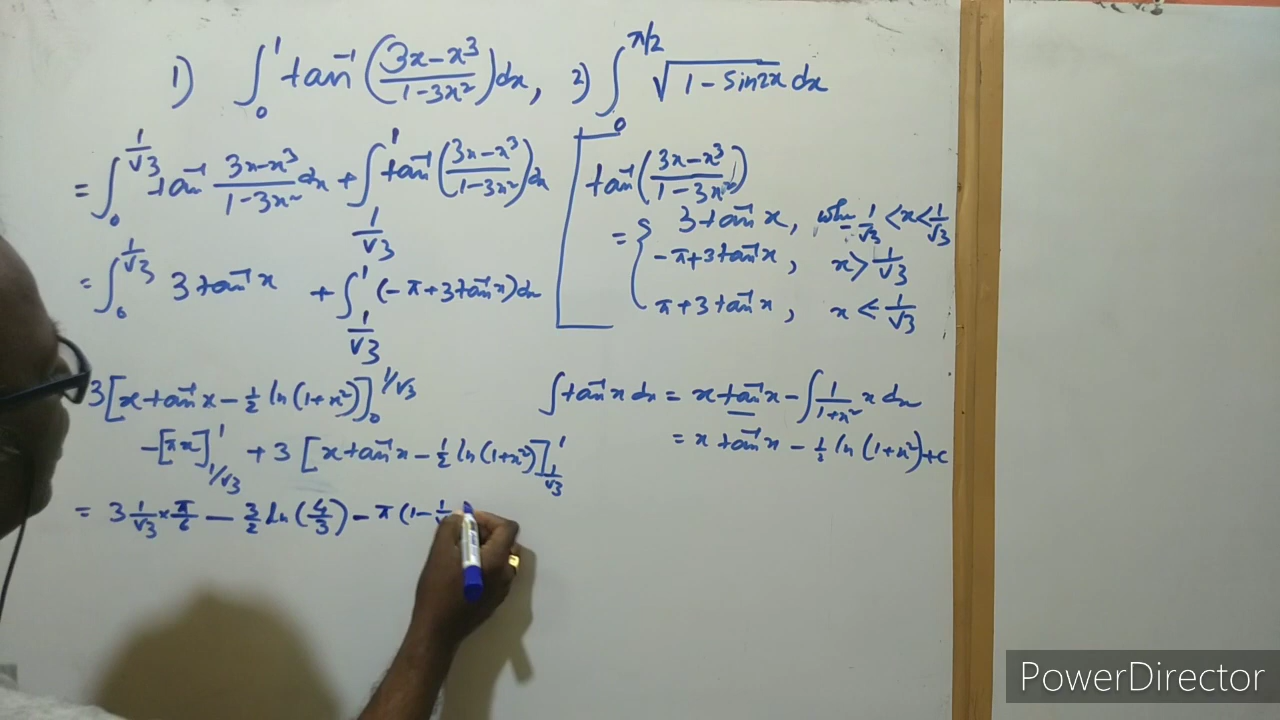 1) ∫₀¹ tan⁻¹((3x-x³)/(1-3x²))dx, 2) ∫₀^(π/2) √(1-Sin2x) dx
= ∫₀^(1/√3) tan⁻¹ (3x-x³)/(1-3x²) dx + ∫_(1/√3)^1 tan⁻¹((3x-x³)/(1-3x²))dx
= ∫₀^(1/√3) 3tan⁻¹x + ∫_(1/√3)^1 (-π+3tan⁻¹x)dx
tan⁻¹((3x-x³)/(1-3x²))
= { 3tan⁻¹x, when -1/√3 < x < 1/√3
-π+3tan⁻¹x, x > 1/√3
π+3tan⁻¹x, x < 1/√3
3[x tan⁻¹x - ½ ln(1+x²)]₀^(1/√3)
-[πx]_(1/√3)^1 + 3[x tan⁻¹x - ½ ln(1+x²)]_(1/√3)^1
= 3 1/√3 × π/6 - 3/2 ln(4/3) - π(1-1/√
∫tan⁻¹x dx = x tan⁻¹x - ∫ 1/(1+x²) x dx
= x tan⁻¹x - ½ ln(1+x²)+c
PowerDirector